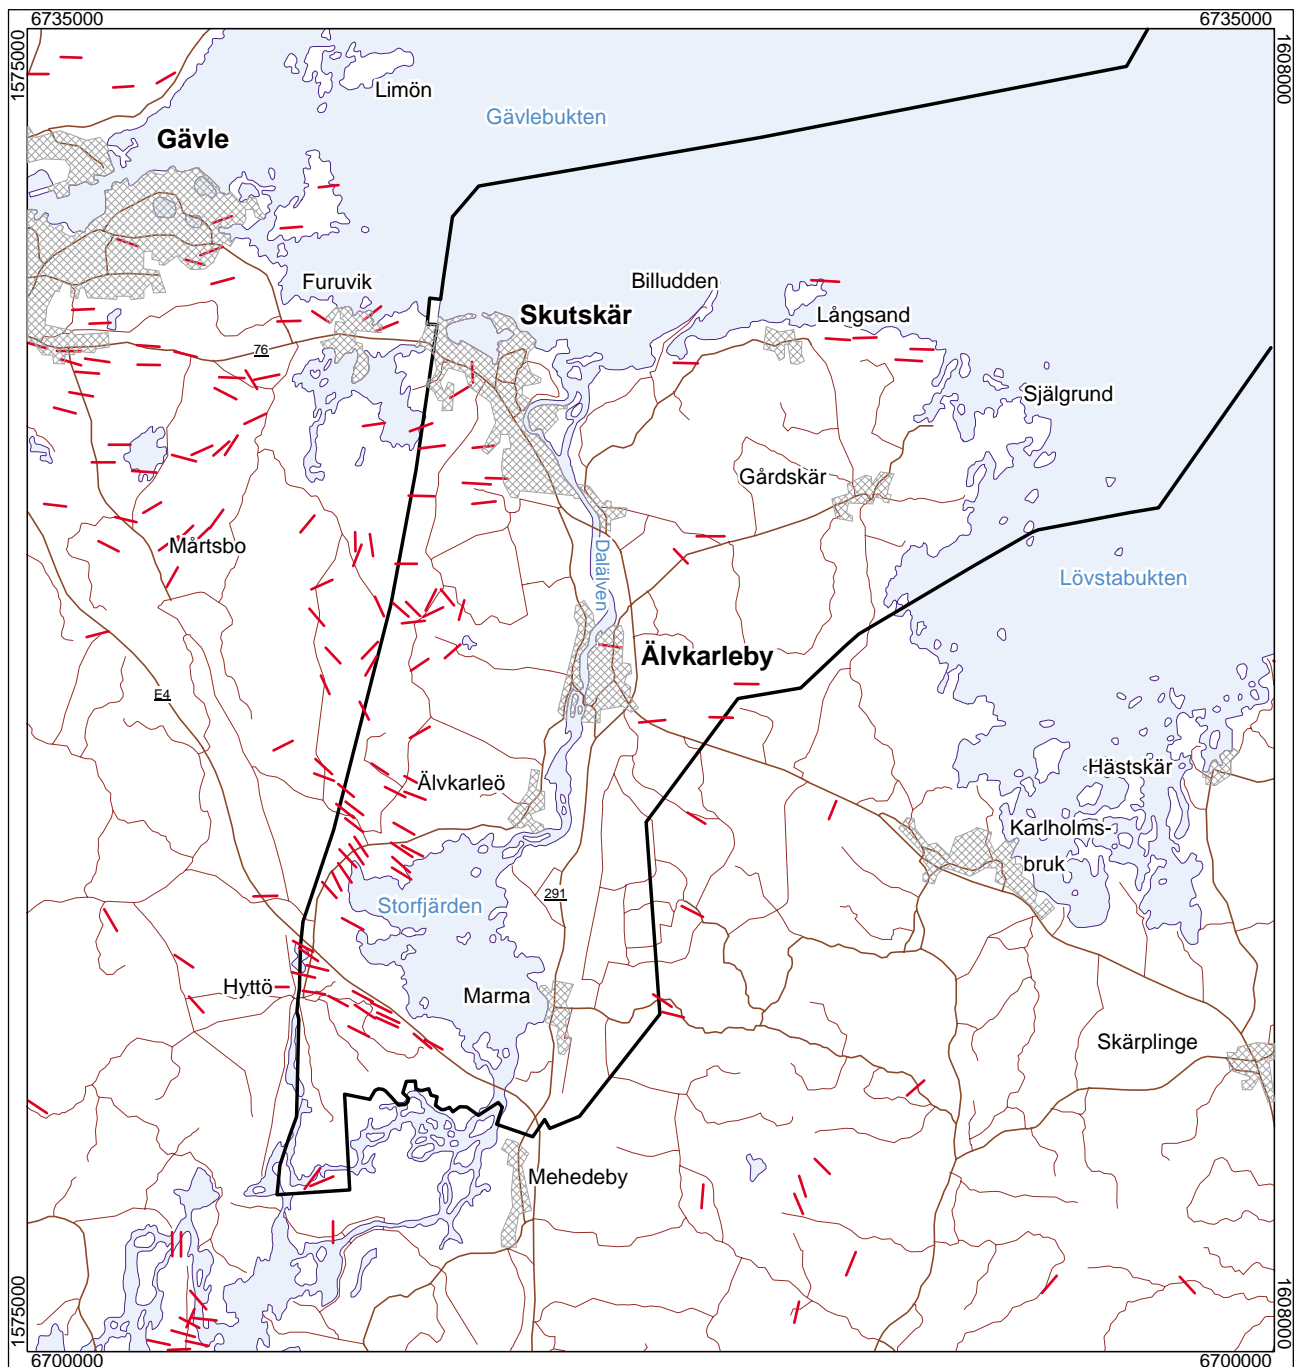 6735000
6735000
1575000
1608000
Limön
Gävlebukten
Gävle
Furuvik
Billudden
Skutskär
Långsand
76
Själgrund
Gårdskär
Mårtsbo
Dalälven
Lövstabukten
Älvkarleby
E4
Hästskär
Älvkarleö
Karlholms-
bruk
291
Storfjärden
Hyttö
Marma
Skärplinge
Mehedeby
1575000
1608000
6700000
6700000